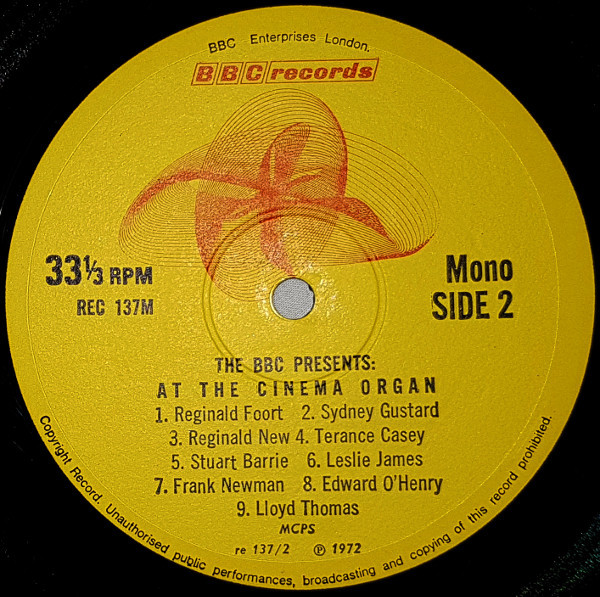 BBC Enterprises London.
BBC records
33⅓ RPM
REC 137M
Mono
SIDE 2
THE BBC PRESENTS:
AT THE CINEMA ORGAN
1. Reginald Foort 2. Sydney Gustard
3. Reginald New 4. Terance Casey
5. Stuart Barrie 6. Leslie James
7. Frank Newman 8. Edward O'Henry
9. Lloyd Thomas
MCPS
re 137/2 Ⓟ 1972
Copyright Record. Unauthorised public performances, broadcasting and copying of this record prohibited.